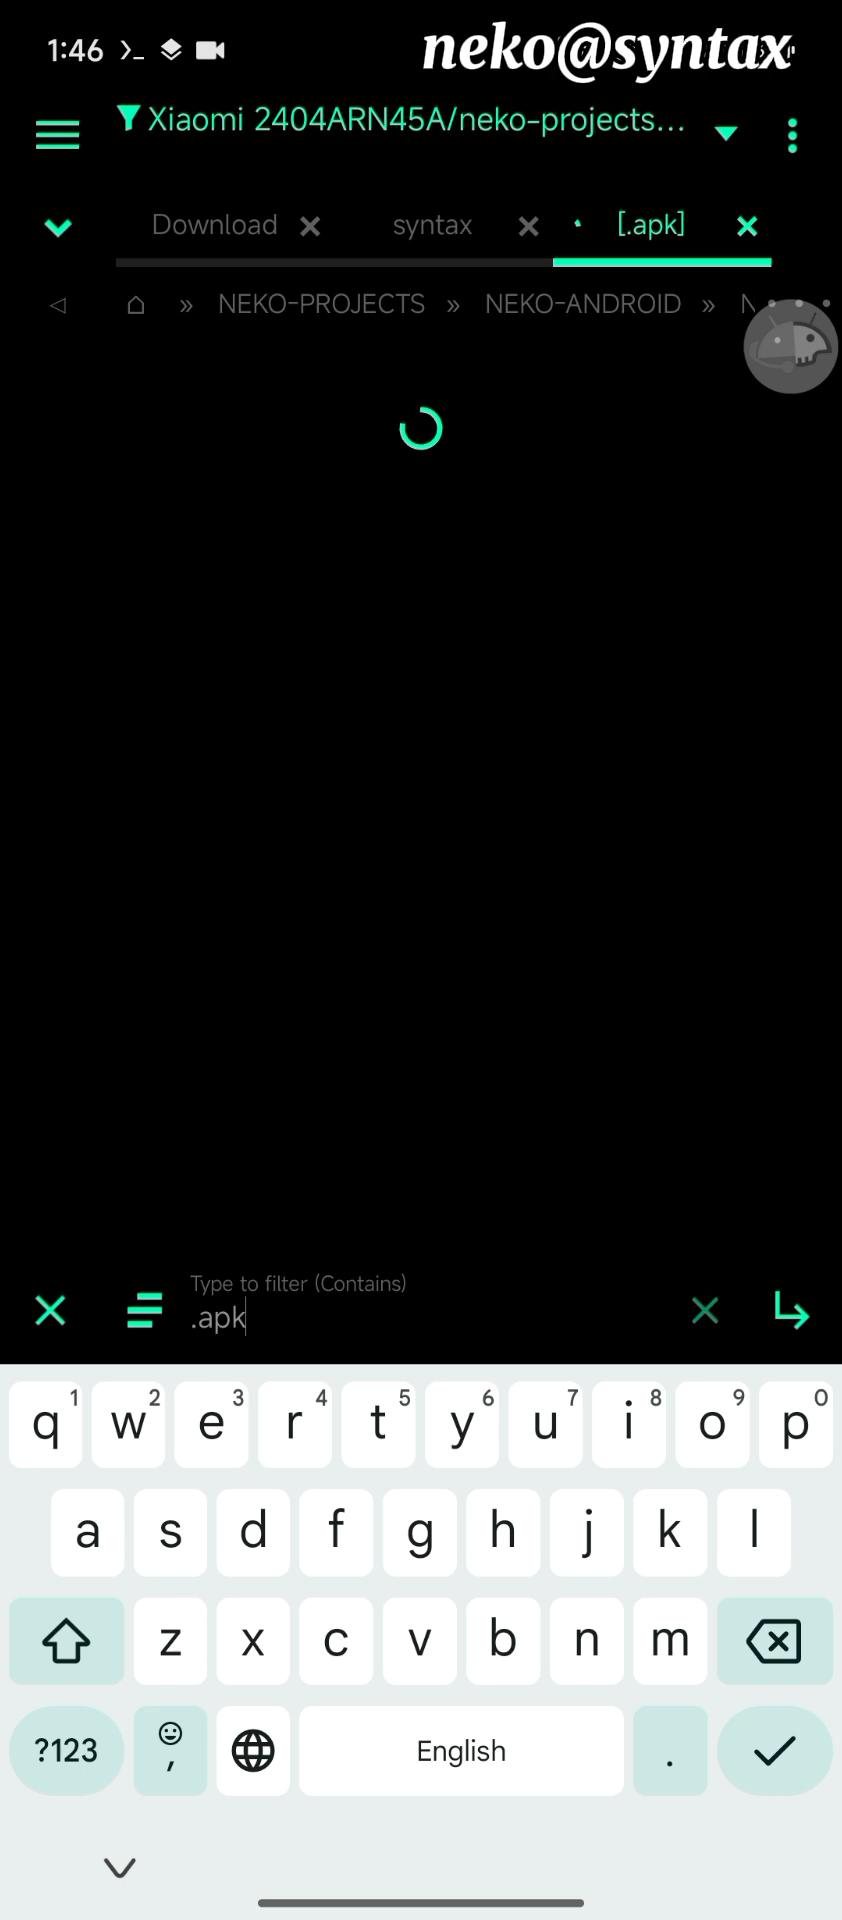 1:46
neko@syntax
Xiaomi 2404ARN45A/neko-projects...
Download
syntax
[.apk]
» NEKO-PROJECTS » NEKO-ANDROID » N
Type to filter (Contains)
.apk
q 1 w 2 e 3 r 4 t 5 y 6 u 7 i 8 o 9 p 0
a s d f g h j k l
z x c v b n m
?123 , English .